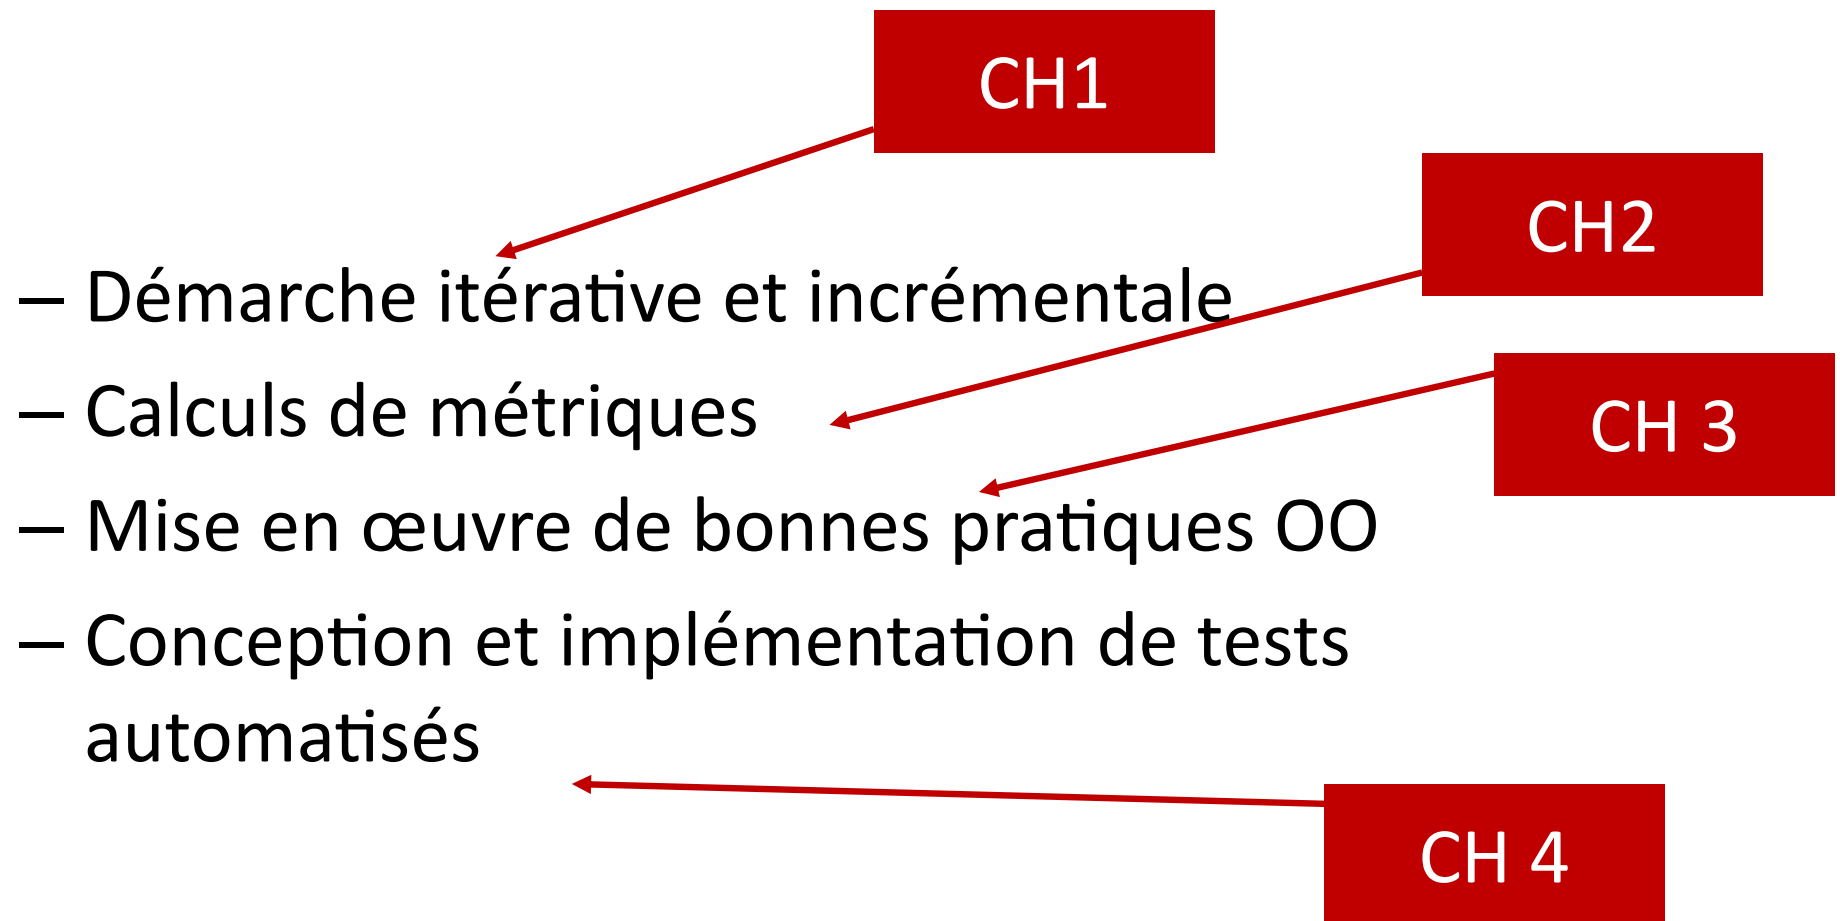 CH1
CH2
– Démarche itérative et incrémentale
– Calculs de métriques
CH 3
– Mise en œuvre de bonnes pratiques OO
– Conception et implémentation de tests
automatisés
CH 4